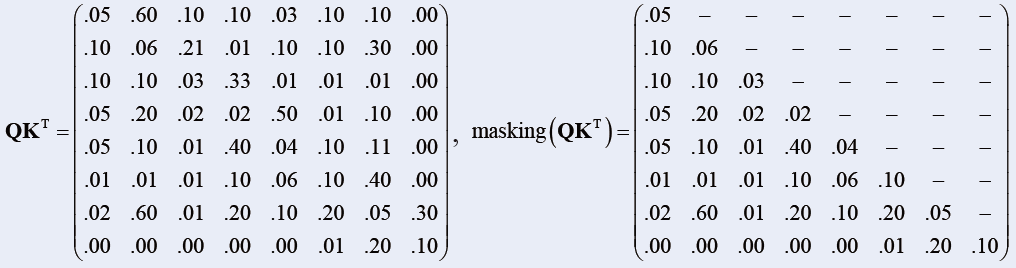 QKᵀ = (.05 .60 .10 .10 .03 .10 .10 .00
.10 .06 .21 .01 .10 .10 .30 .00
.10 .10 .03 .33 .01 .01 .01 .00
.05 .20 .02 .02 .50 .01 .10 .00
.05 .10 .01 .40 .04 .10 .11 .00
.01 .01 .01 .10 .06 .10 .40 .00
.02 .60 .01 .20 .10 .20 .05 .30
.00 .00 .00 .00 .00 .01 .20 .10),
masking(QKᵀ) = (.05 – – – – – – –
.10 .06 – – – – – –
.10 .10 .03 – – – – –
.05 .20 .02 .02 – – – –
.05 .10 .01 .40 .04 – – –
.01 .01 .01 .10 .06 .10 – –
.02 .60 .01 .20 .10 .20 .05 –
.00 .00 .00 .00 .00 .01 .20 .10)